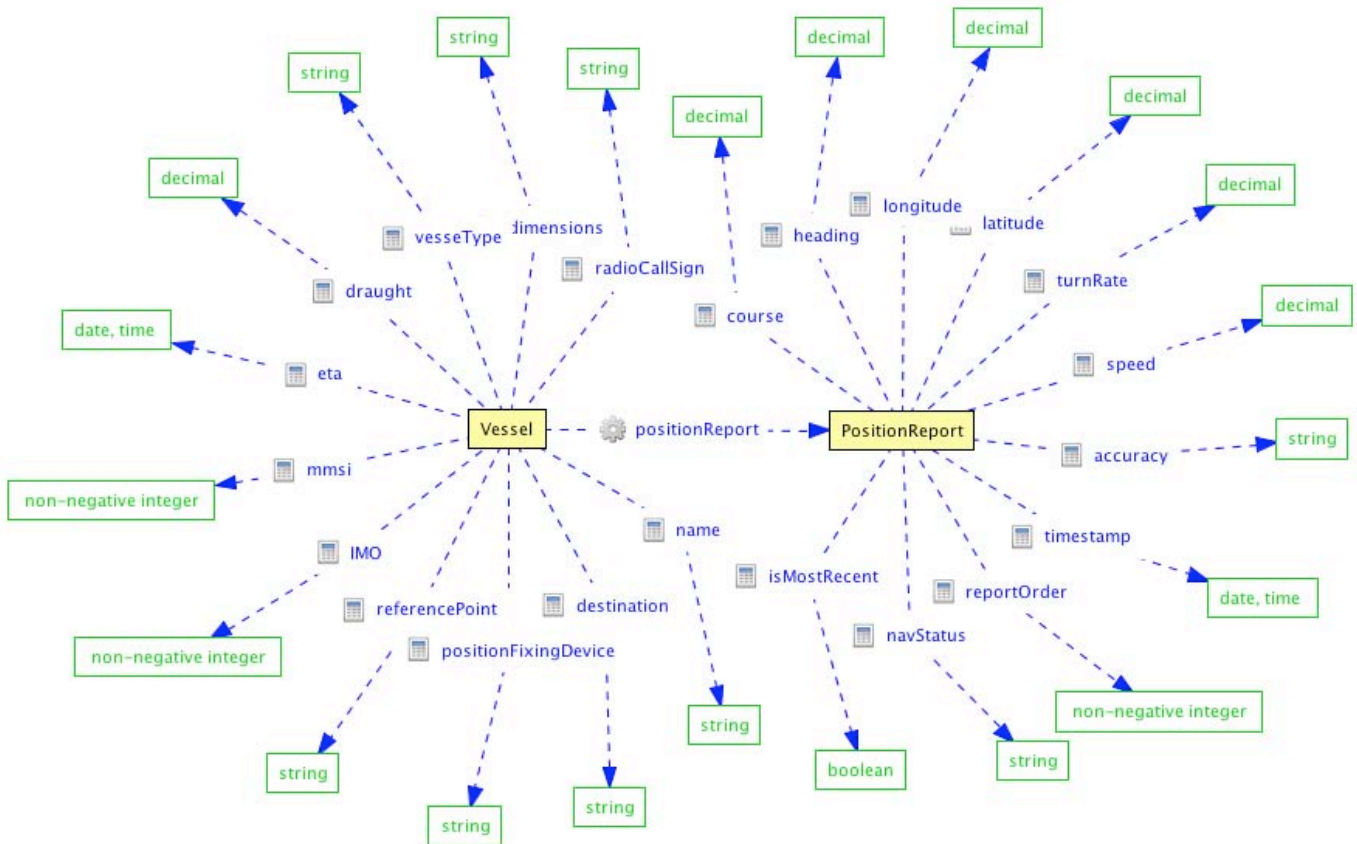 string
decimal
decimal
string
string
decimal
decimal
decimal
decimal
decimal
longitude
vesseType
dimensions
heading
latitude
radioCallSign
draught
turnRate
decimal
course
date, time
speed
eta
Vessel
positionReport
PositionReport
string
accuracy
mmsi
non-negative integer
name
timestamp
IMO
isMostRecent
reportOrder
date, time
referencePoint
destination
navStatus
positionFixingDevice
non-negative integer
non-negative integer
string
string
boolean
string
string
string